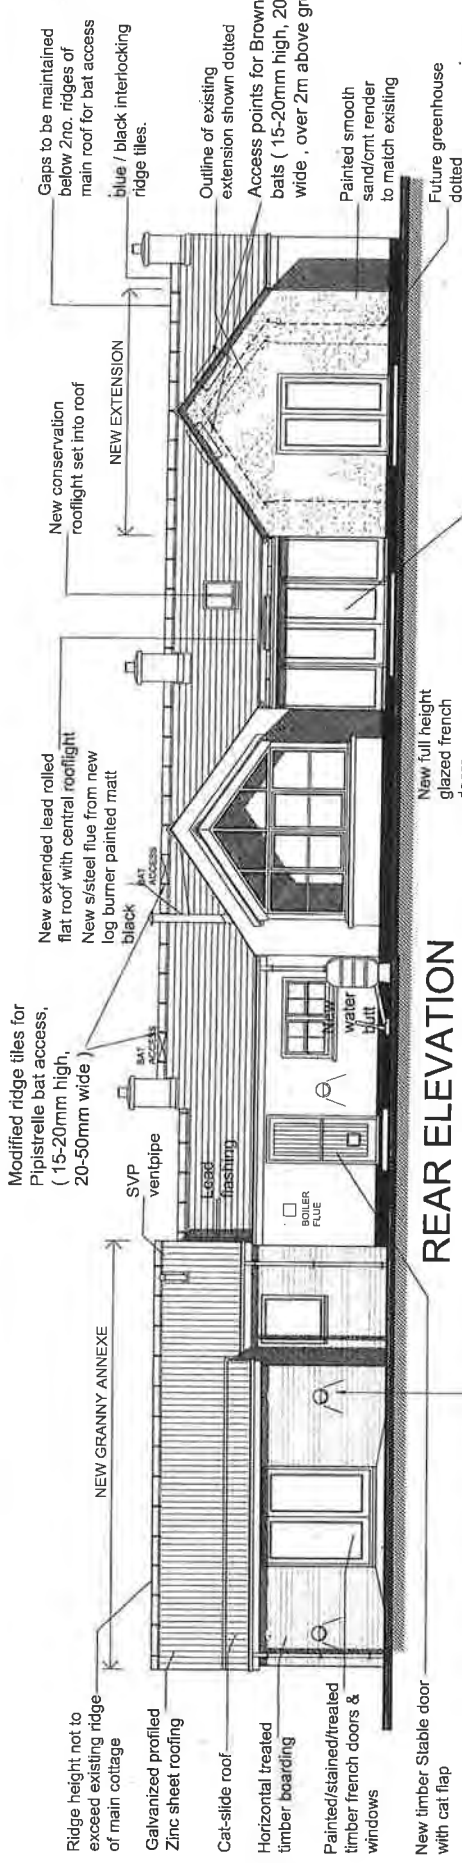 Ridge height not to
exceed existing ridge
of main cottage
Galvanized profiled
Zinc sheet roofing
Cat-slide roof
Horizontal treated
timber boarding
Painted/stained/treated
timber french doors &
windows
New timber Stable door
with cat flap
NEW GRANNY ANNEXE
Modified ridge tiles for
Pipistrelle bat access,
( 15-20mm high,
20-50mm wide )
SVP
ventpipe
Lead
flashing
BOILER
FLUE
BAT
ACCESS
BAT
ACCESS
New extended lead rolled
flat roof with central rooflight
New s/steel flue from new
log burner painted matt
black
New
water
butt
New conservation
rooflight set into roof
NEW EXTENSION
Gaps to be maintained
below 2no. ridges of
main roof for bat access
blue / black interlocking
ridge tiles.
Outline of existing
extension shown dotted
Access points for Brown
bats ( 15-20mm high, 20
wide , over 2m above gr
Painted smooth
sand/cmt render
to match existing
Future greenhouse
dotted
New full height
glazed french
REAR ELEVATION